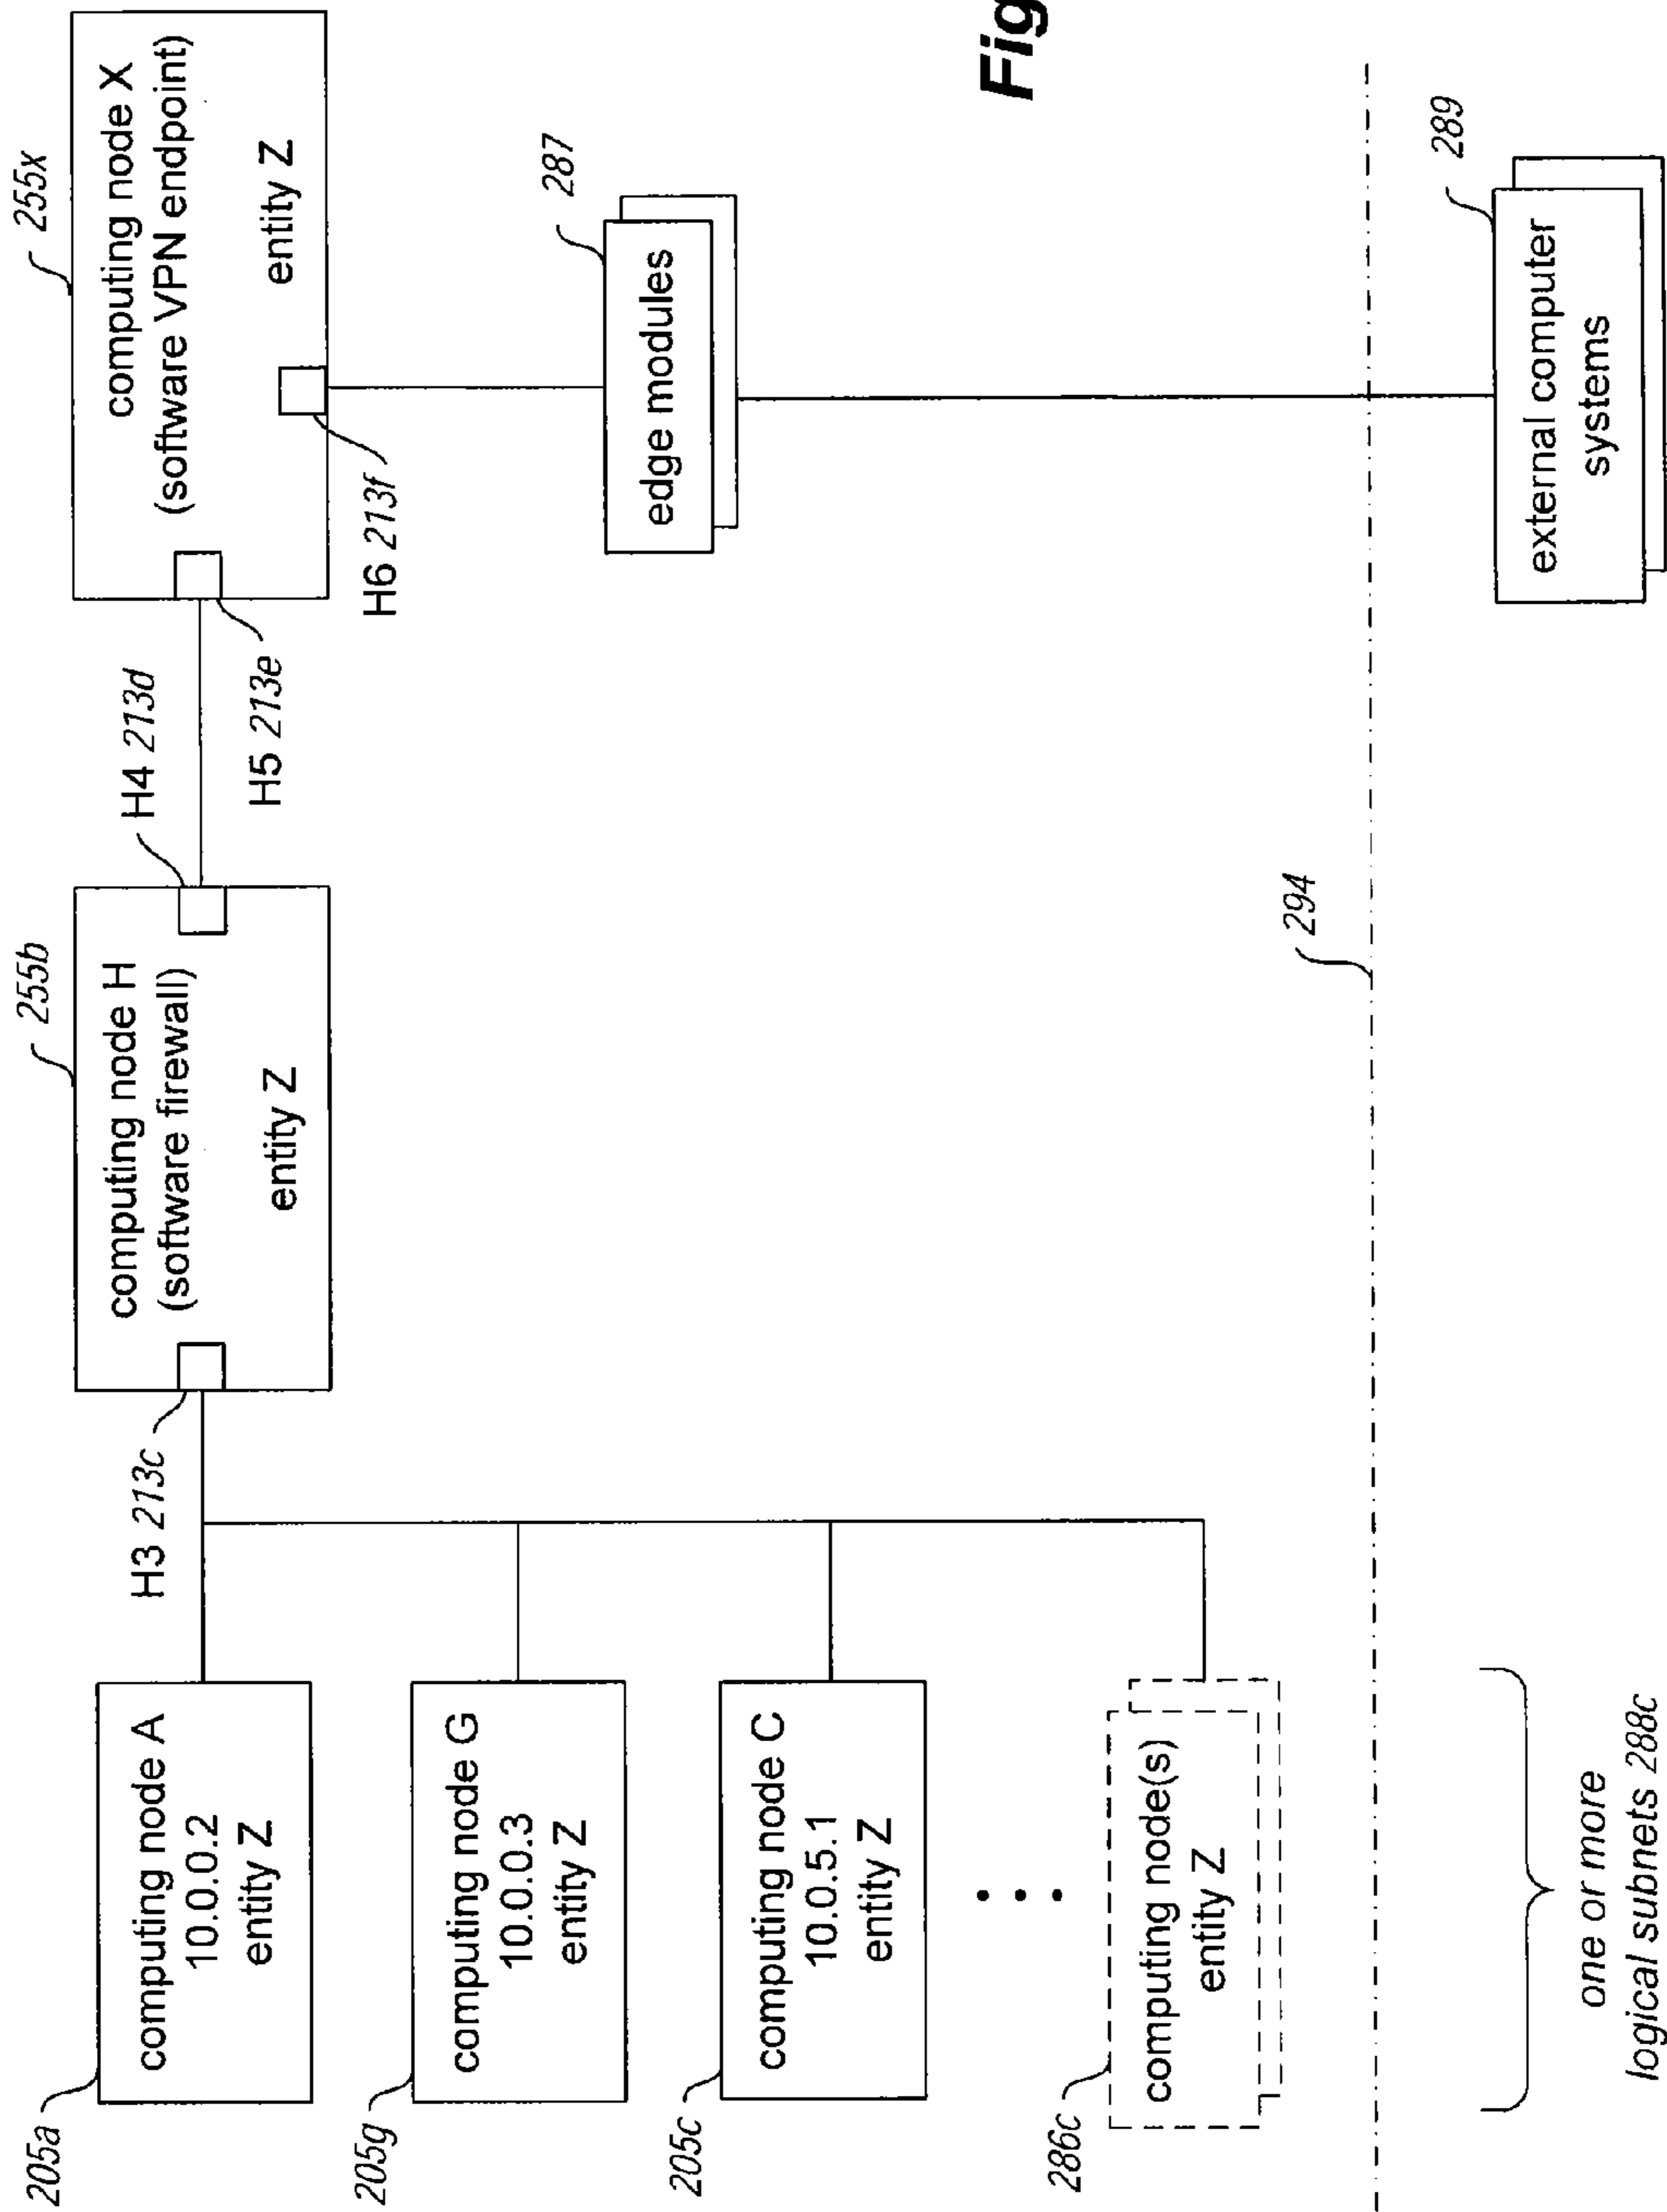 205a
computing node A
10.0.0.2
entity Z
205g
computing node G
10.0.0.3
entity Z
205c
computing node C
10.0.5.1
entity Z
286c
computing node(s)
entity Z
one or more
logical subnets 288c
H3 213c
255b
computing node H
(software firewall)
entity Z
H4 213d
H5 213e
255x
computing node X
(software VPN endpoint)
entity Z
H6 213f
287
edge modules
294
289
external computer
systems
Fig